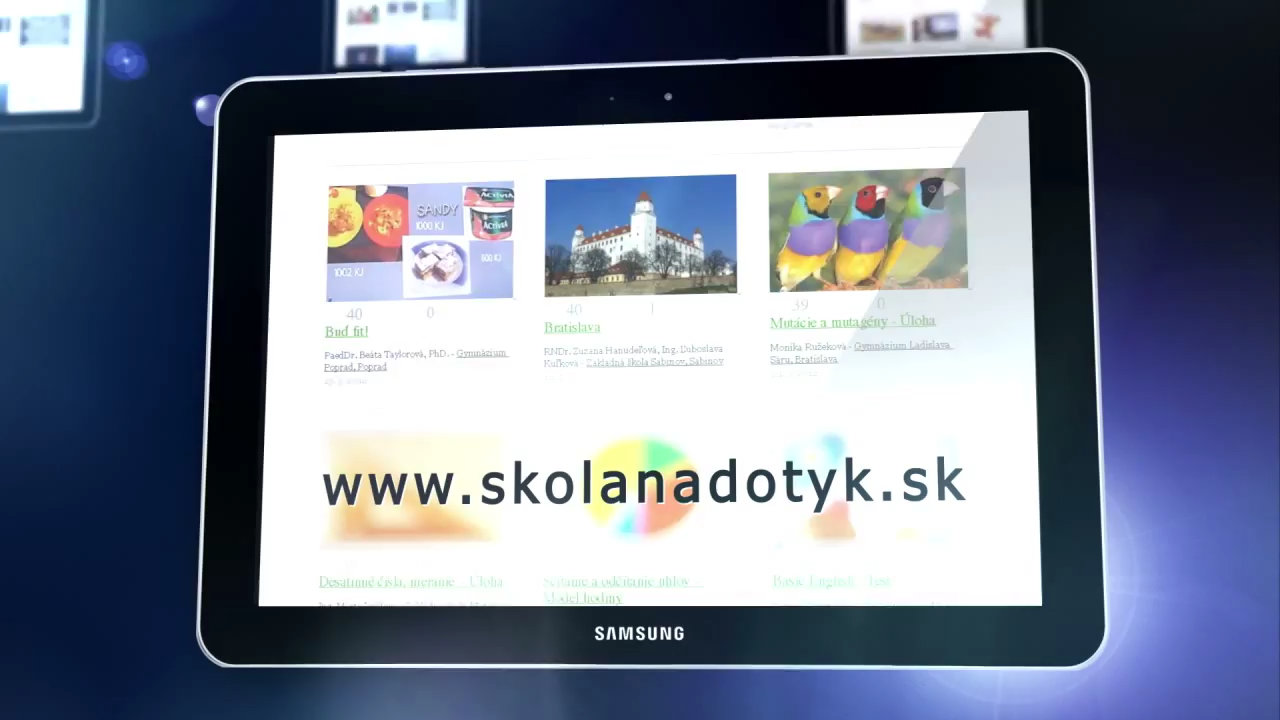 SANDY
1000 KJ
ACTIVIA
1002 KJ
900 KJ
40 0
40 1
39 0
Buď fit!
Bratislava
Mutácie a mutagény - Úloha
PaedDr. Beáta Taylorová, PhD. - Gymnázium
Poprad, Poprad
RNDr. Zuzana Hanudeľová, Ing. Ľuboslava
Kuľková - Základná škola Sabinov, Sabinov
Monika Ružeková - Gymnázium Ladislava
Sáru, Bratislava
www.skolanadotyk.sk
Desatinné čísla, meranie - Úloha
Sčítanie a odčítanie uhlov -
Model hodiny
Basic English - Test
SAMSUNG